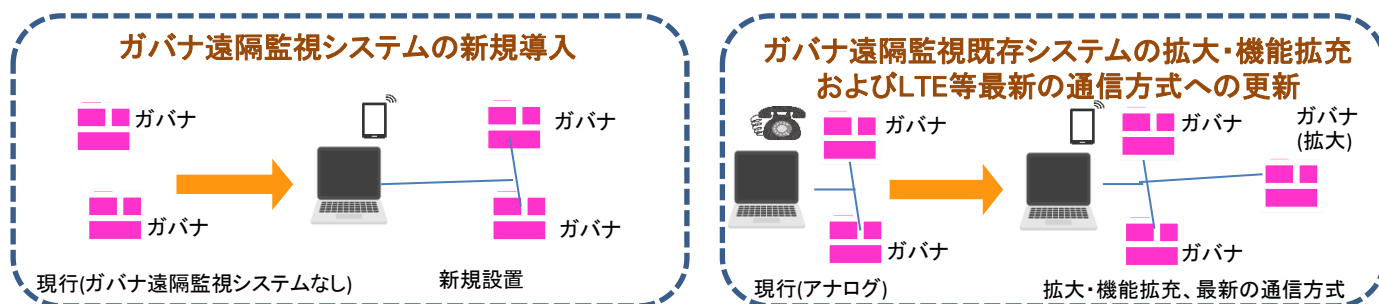 ガバナ遠隔監視システムの新規導入
ガバナ
ガバナ
ガバナ
ガバナ
現行(ガバナ遠隔監視システムなし)
新規設置
ガバナ遠隔監視既存システムの拡大・機能拡充
およびLTE等最新の通信方式への更新
ガバナ
ガバナ
ガバナ
(拡大)
ガバナ
ガバナ
現行(アナログ)
拡大・機能拡充、最新の通信方式